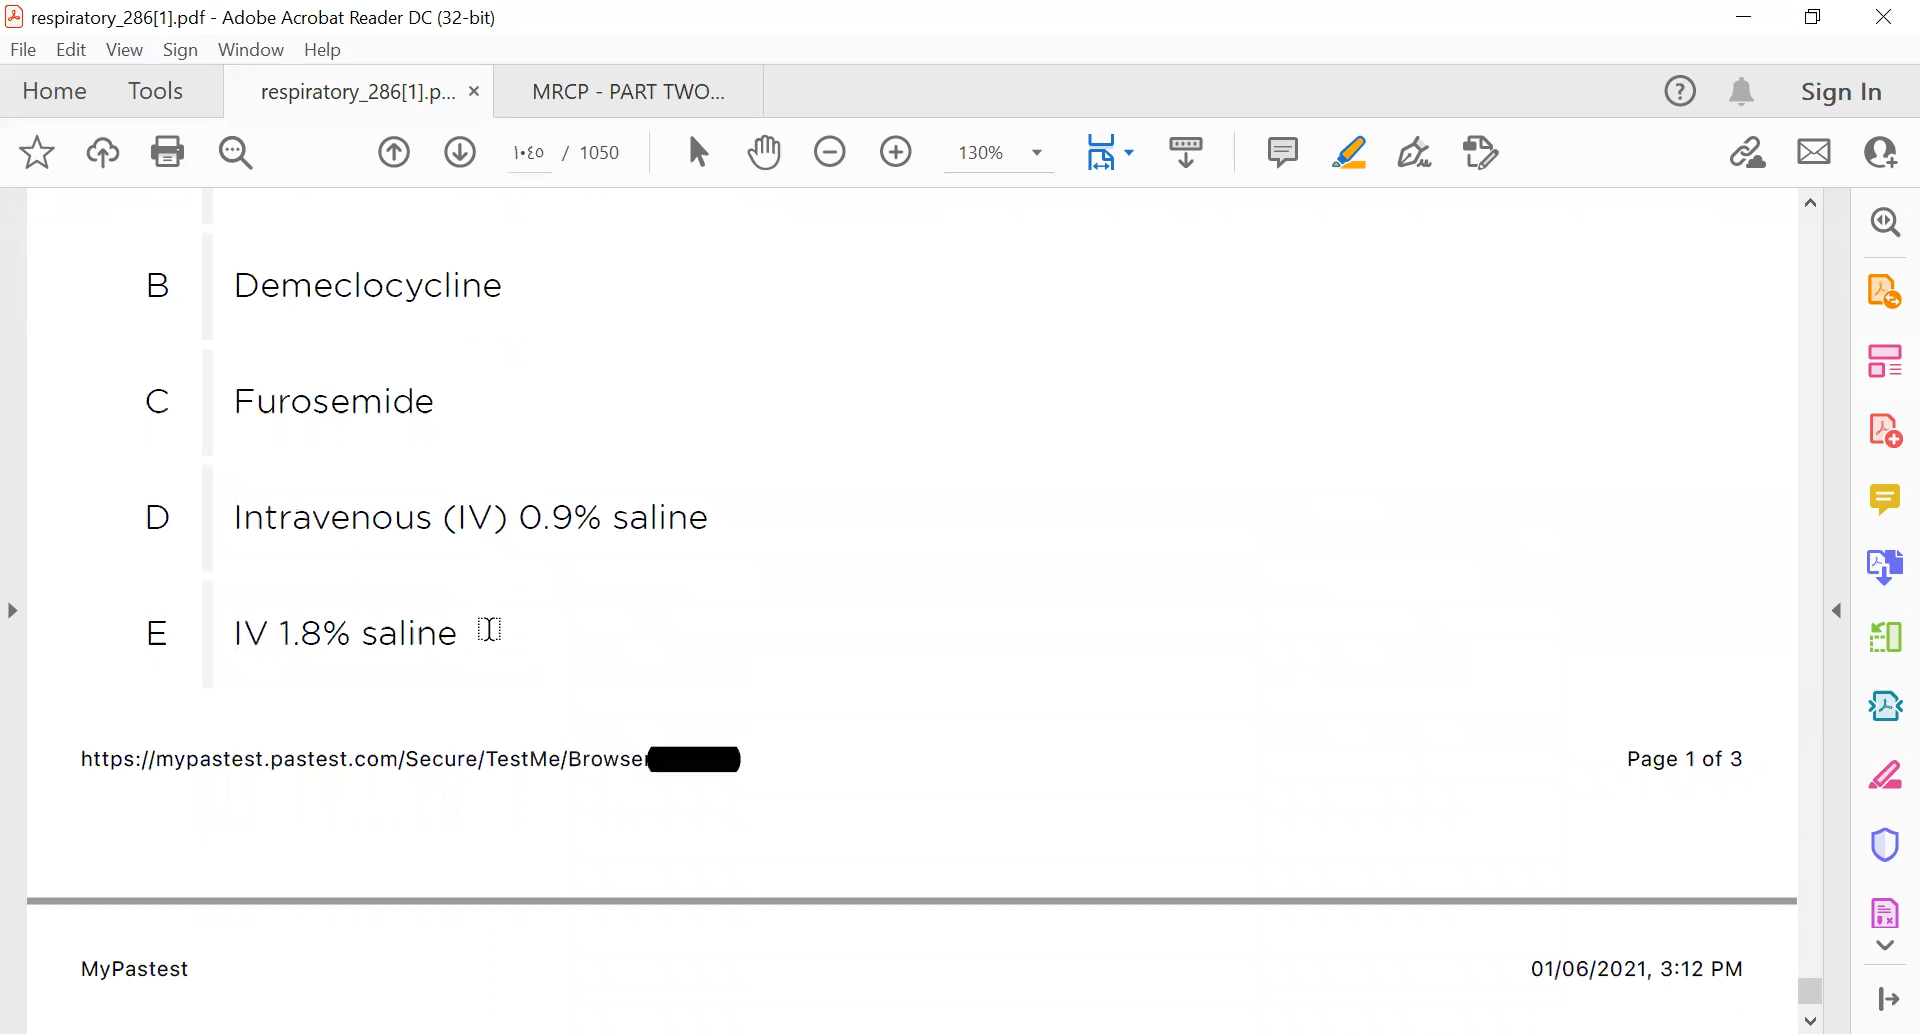 respiratory_286[1].pdf - Adobe Acrobat Reader DC (32-bit)
File Edit View Sign Window Help
Home Tools respiratory_286[1].p... × MRCP - PART TWO... ? Sign In
١٠٤٥ / 1050 130%
B Demeclocycline
C Furosemide
D Intravenous (IV) 0.9% saline
E IV 1.8% saline
https://mypastest.pastest.com/Secure/TestMe/Browser Page 1 of 3
MyPastest 01/06/2021, 3:12 PM